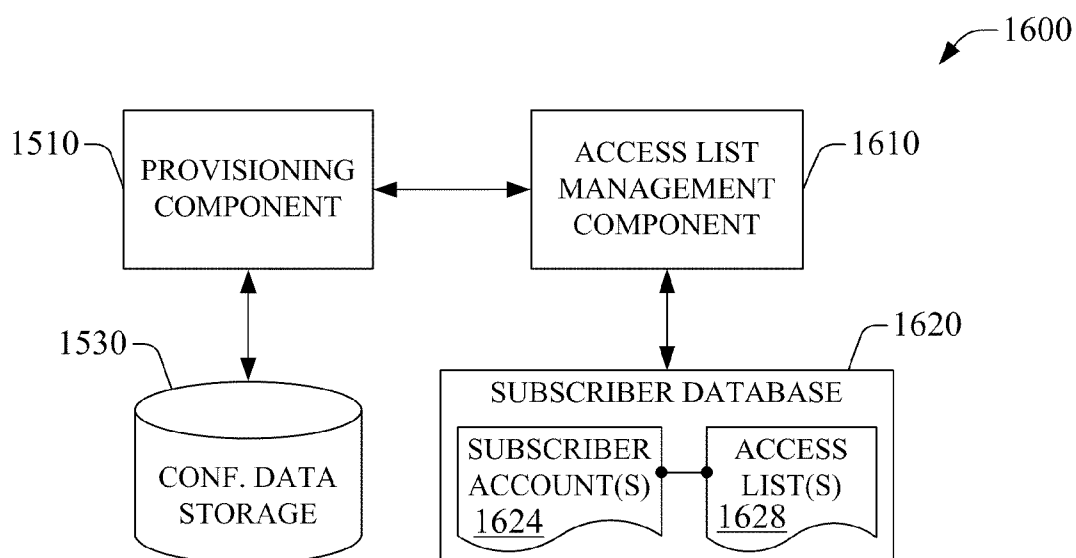 1600
1510
PROVISIONING
COMPONENT
ACCESS LIST
MANAGEMENT
COMPONENT
1610
1530
CONF. DATA
STORAGE
1620
SUBSCRIBER DATABASE
SUBSCRIBER
ACCOUNT(S)
1624
ACCESS
LIST(S)
1628